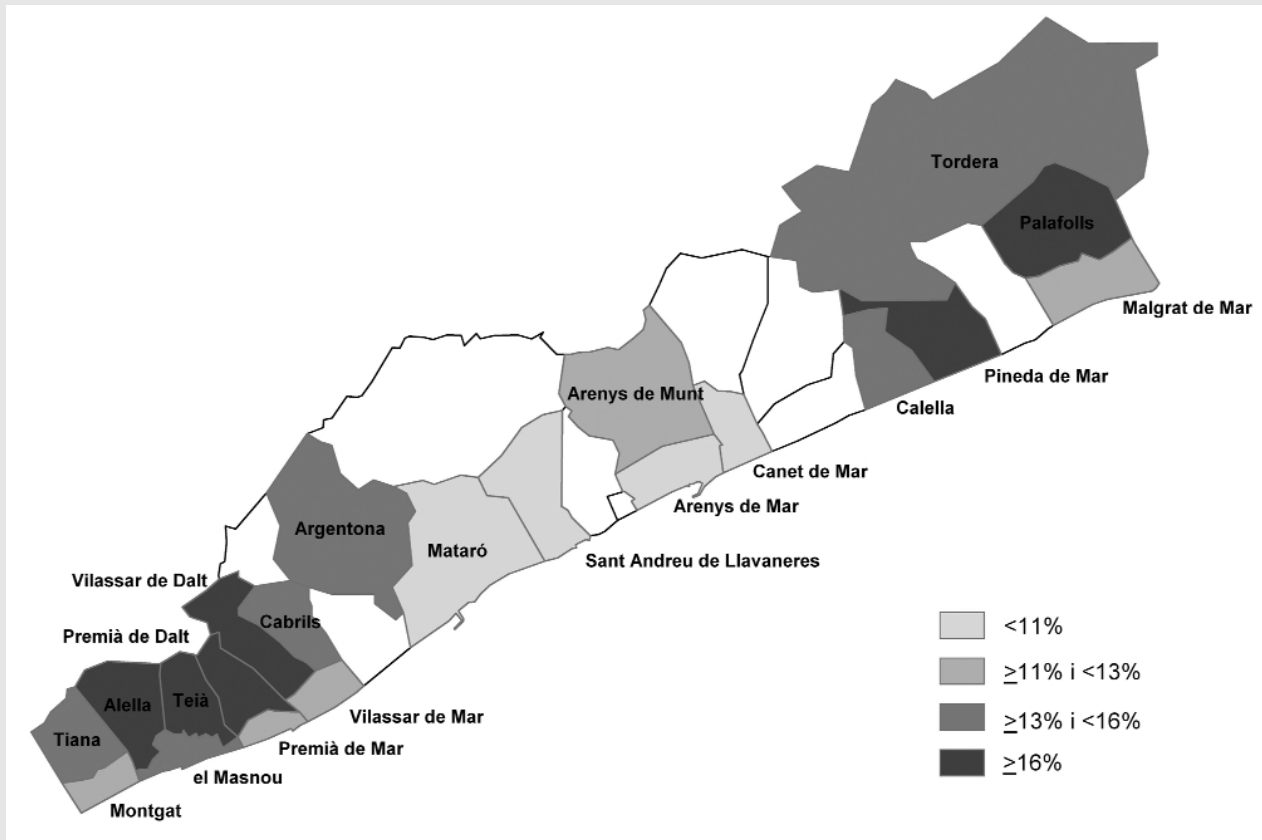 Tordera
Palafolls
Malgrat de Mar
Pineda de Mar
Calella
Arenys de Munt
Canet de Mar
Arenys de Mar
Sant Andreu de Llavaneres
Argentona
Mataró
Vilassar de Dalt
Cabrils
Premià de Dalt
Alella
Teià
Tiana
Vilassar de Mar
Premià de Mar
el Masnou
Montgat
<11%
≥11% i <13%
≥13% i <16%
≥16%